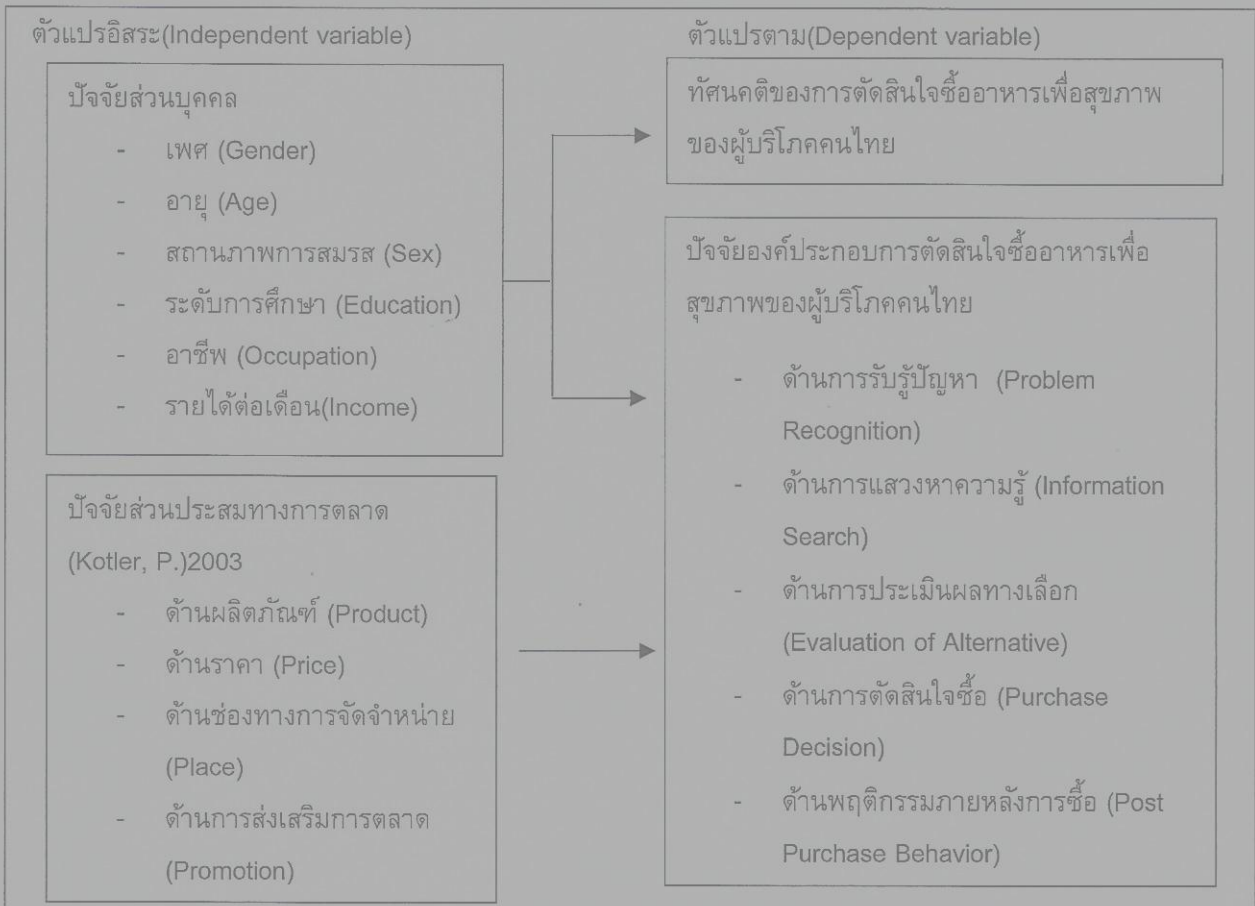 ตัวแปรอิสระ(Independent variable)
ปัจจัยส่วนบุคคล
- เพศ (Gender)
- อายุ (Age)
- สถานภาพการสมรส (Sex)
- ระดับการศึกษา (Education)
- อาชีพ (Occupation)
- รายได้ต่อเดือน(Income)
ปัจจัยส่วนประสมทางการตลาด
(Kotler, P.)2003
- ด้านผลิตภัณฑ์ (Product)
- ด้านราคา (Price)
- ด้านช่องทางการจัดจำหน่าย
(Place)
- ด้านการส่งเสริมการตลาด
(Promotion)
ตัวแปรตาม(Dependent variable)
ทัศนคติของการตัดสินใจซื้ออาหารเพื่อสุขภาพ
ของผู้บริโภคคนไทย
ปัจจัยองค์ประกอบการตัดสินใจซื้ออาหารเพื่อ
สุขภาพของผู้บริโภคคนไทย
- ด้านการรับรู้ปัญหา (Problem
Recognition)
- ด้านการแสวงหาความรู้ (Information
Search)
- ด้านการประเมินผลทางเลือก
(Evaluation of Alternative)
- ด้านการตัดสินใจซื้อ (Purchase
Decision)
- ด้านพฤติกรรมภายหลังการซื้อ (Post
Purchase Behavior)